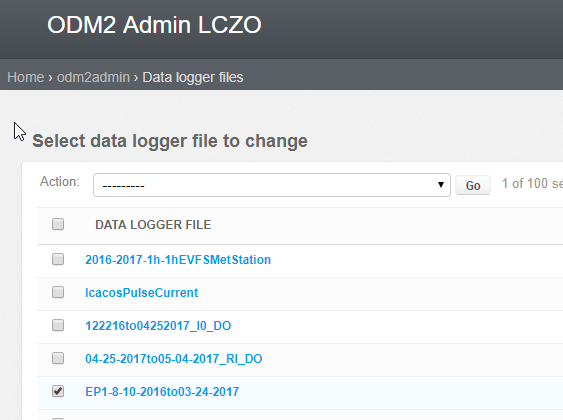 ODM2 Admin LCZO
Home › odm2admin › Data logger files
Select data logger file to change
Action: --------- Go 1 of 100 se
DATA LOGGER FILE
2016-2017-1h-1hEVFSMetStation
IcacosPulseCurrent
122216to04252017_I0_DO
04-25-2017to05-04-2017_RI_DO
EP1-8-10-2016to03-24-2017